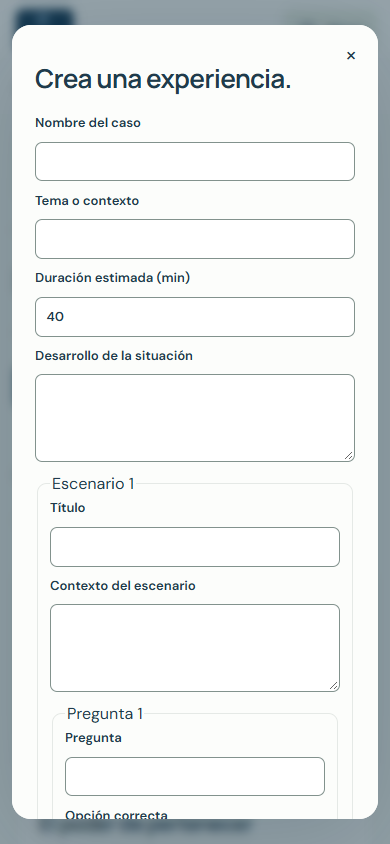 ×
Crea una experiencia.
Nombre del caso
Tema o contexto
Duración estimada (min)
40
Desarrollo de la situación
Escenario 1
Título
Contexto del escenario
Pregunta 1
Pregunta
Opción correcta